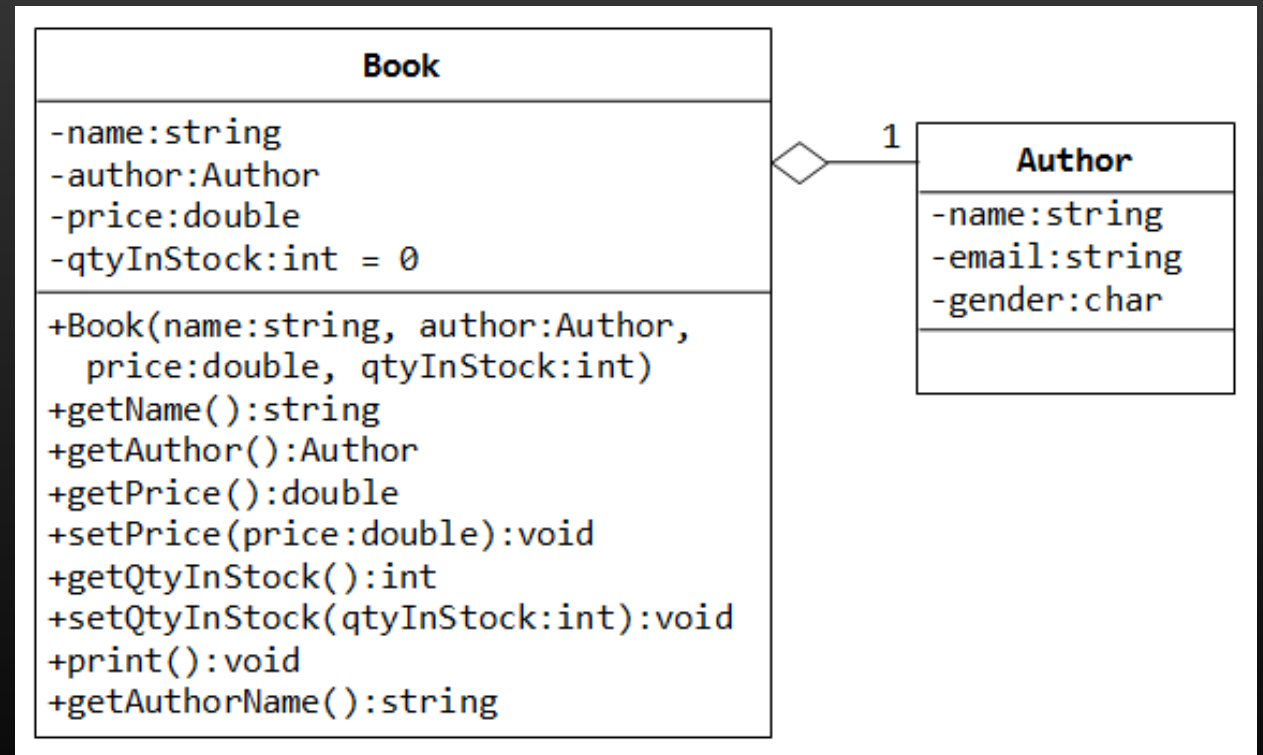 Book
-name:string
-author:Author
-price:double
-qtyInStock:int = 0
+Book(name:string, author:Author,
price:double, qtyInStock:int)
+getName():string
+getAuthor():Author
+getPrice():double
+setPrice(price:double):void
+getQtyInStock():int
+setQtyInStock(qtyInStock:int):void
+print():void
+getAuthorName():string
1
Author
-name:string
-email:string
-gender:char